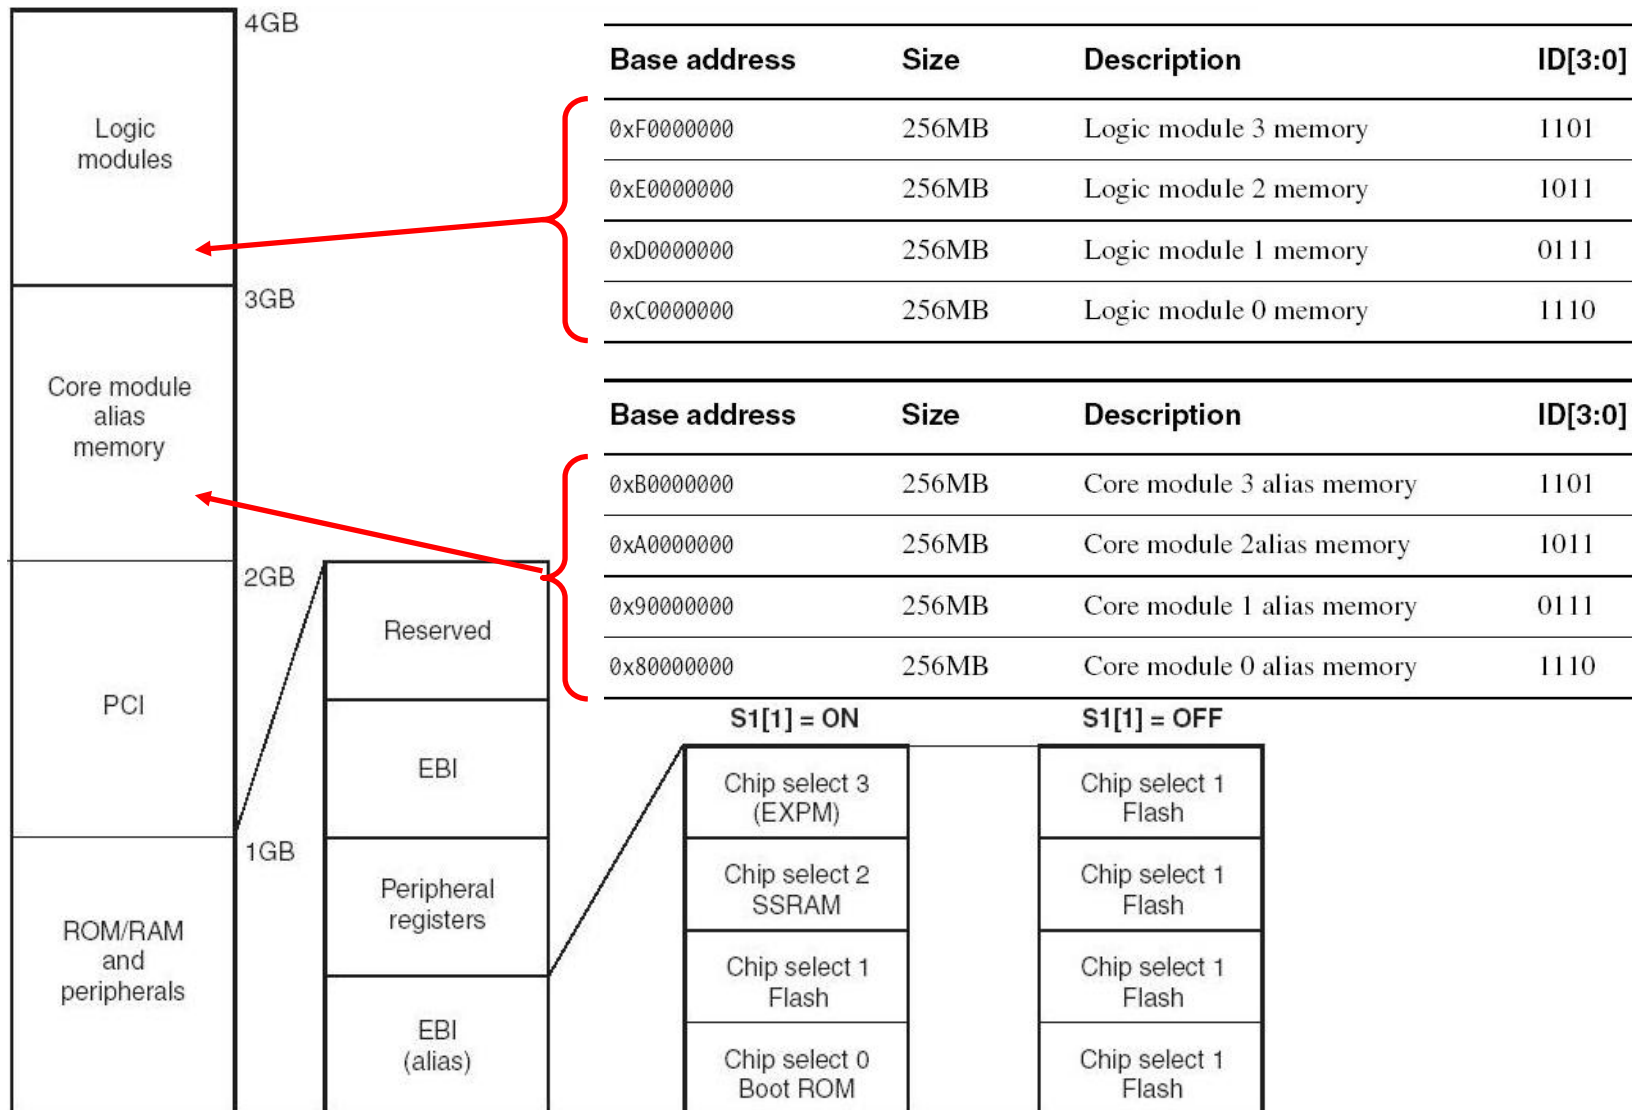 4GB
Logic
modules
3GB
Core module
alias
memory
2GB
PCI
1GB
ROM/RAM
and
peripherals
Reserved
EBI
Peripheral
registers
EBI
(alias)
Base address Size Description ID[3:0]
0xF0000000 256MB Logic module 3 memory 1101
0xE0000000 256MB Logic module 2 memory 1011
0xD0000000 256MB Logic module 1 memory 0111
0xC0000000 256MB Logic module 0 memory 1110
Base address Size Description ID[3:0]
0xB0000000 256MB Core module 3 alias memory 1101
0xA0000000 256MB Core module 2alias memory 1011
0x90000000 256MB Core module 1 alias memory 0111
0x80000000 256MB Core module 0 alias memory 1110
S1[1] = ON
Chip select 3
(EXPM)
Chip select 2
SSRAM
Chip select 1
Flash
Chip select 0
Boot ROM
S1[1] = OFF
Chip select 1
Flash
Chip select 1
Flash
Chip select 1
Flash
Chip select 1
Flash